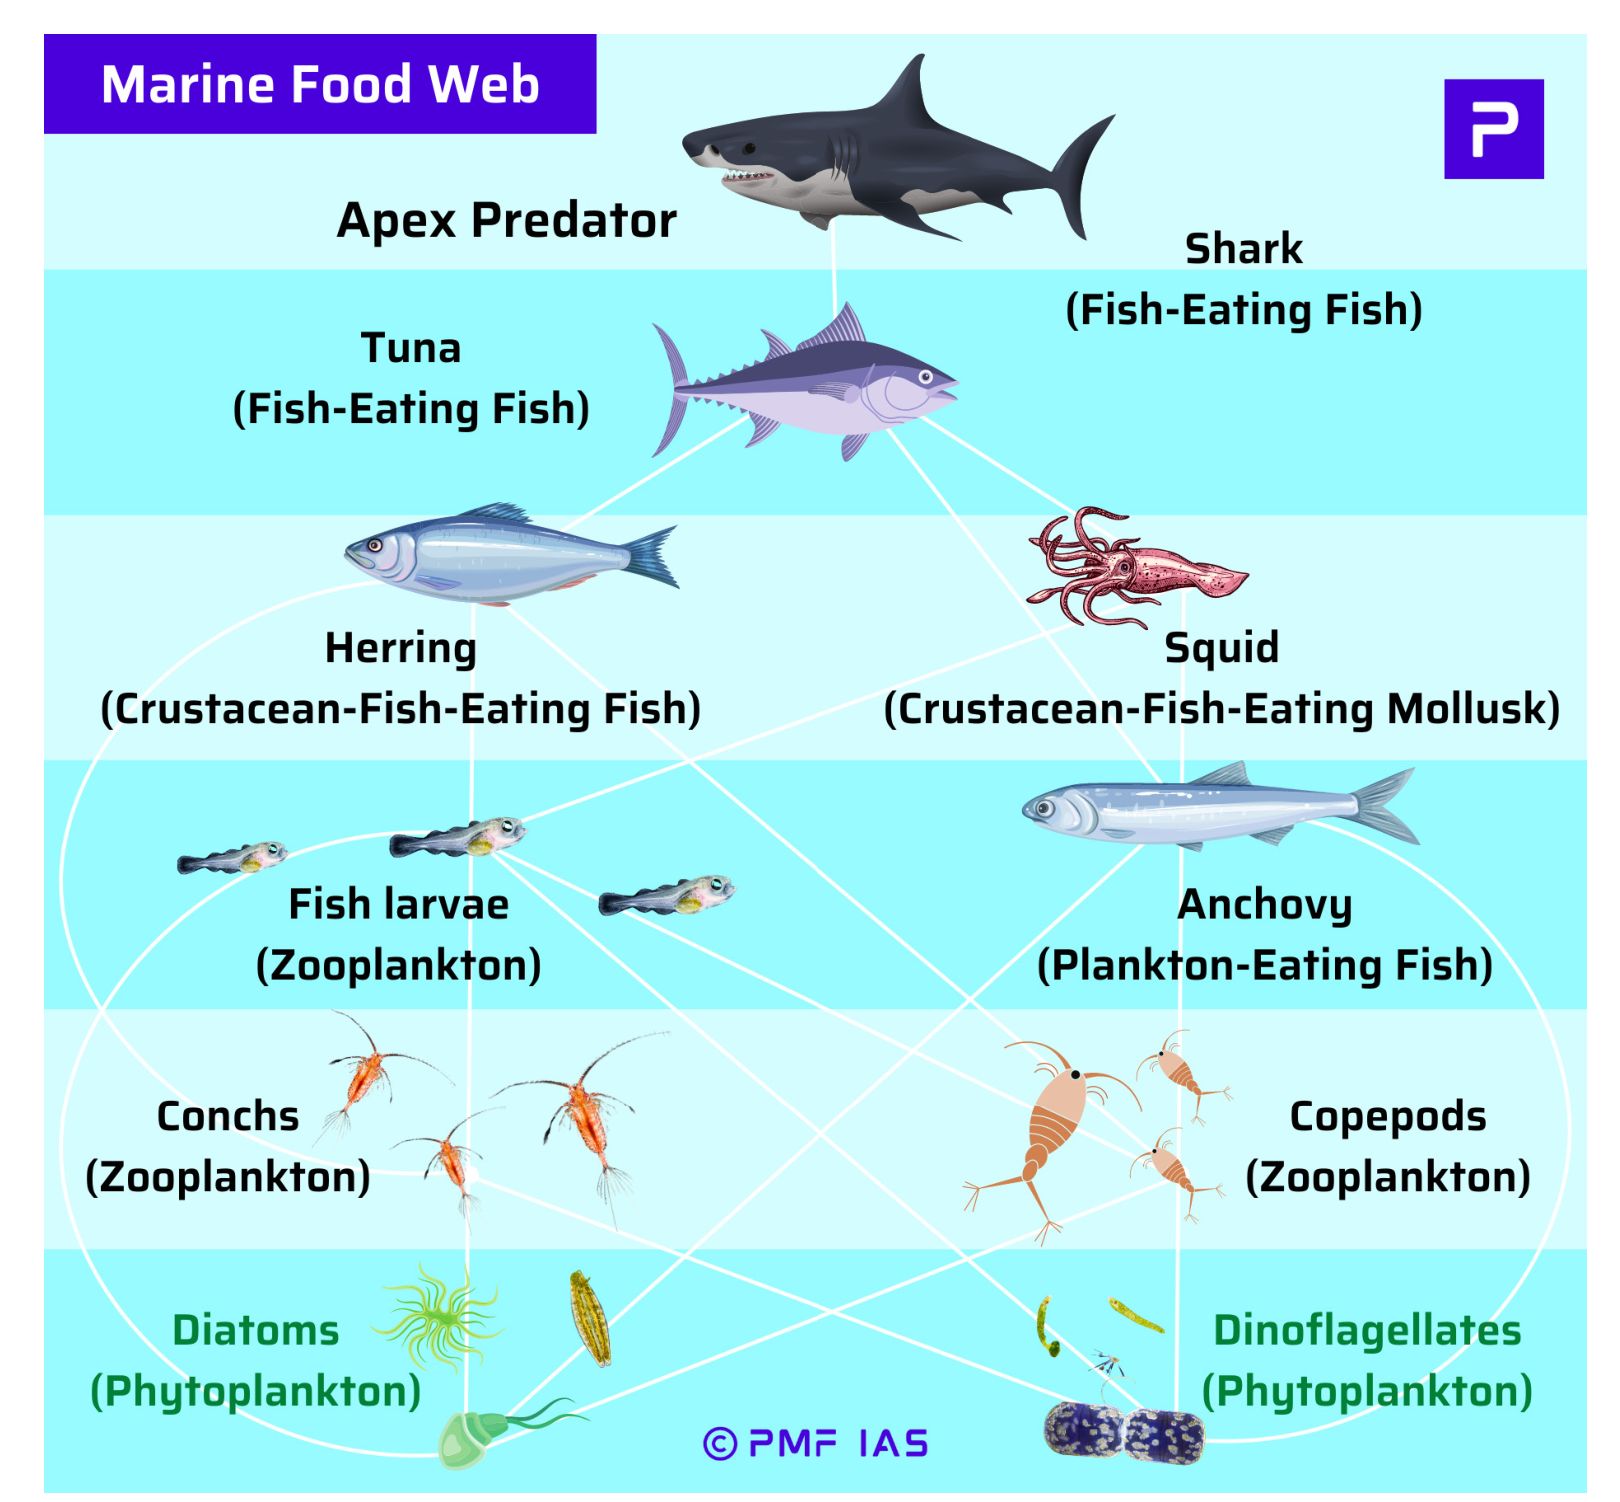 Marine Food Web
P
Apex Predator
Shark
(Fish-Eating Fish)
Tuna
(Fish-Eating Fish)
Herring
(Crustacean-Fish-Eating Fish)
Squid
(Crustacean-Fish-Eating Mollusk)
Fish larvae
(Zooplankton)
Anchovy
(Plankton-Eating Fish)
Conchs
(Zooplankton)
Copepods
(Zooplankton)
Diatoms
(Phytoplankton)
Dinoflagellates
(Phytoplankton)
© PMF IAS